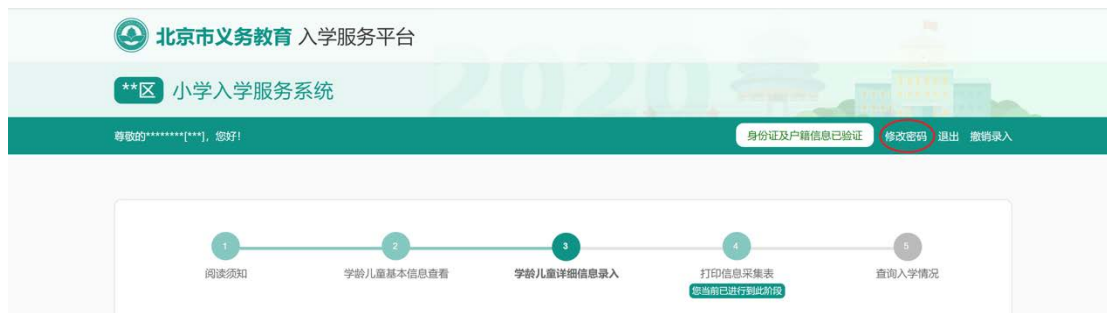 北京市义务教育 入学服务平台
2020
**区 小学入学服务系统
尊敬的********[***]，您好！ 身份证及户籍信息已验证 修改密码 退出 撤销录入
1 2 3 4 5
阅读须知 学龄儿童基本信息查看 学龄儿童详细信息录入 打印信息采集表 查询入学情况
您当前已进行到此阶段